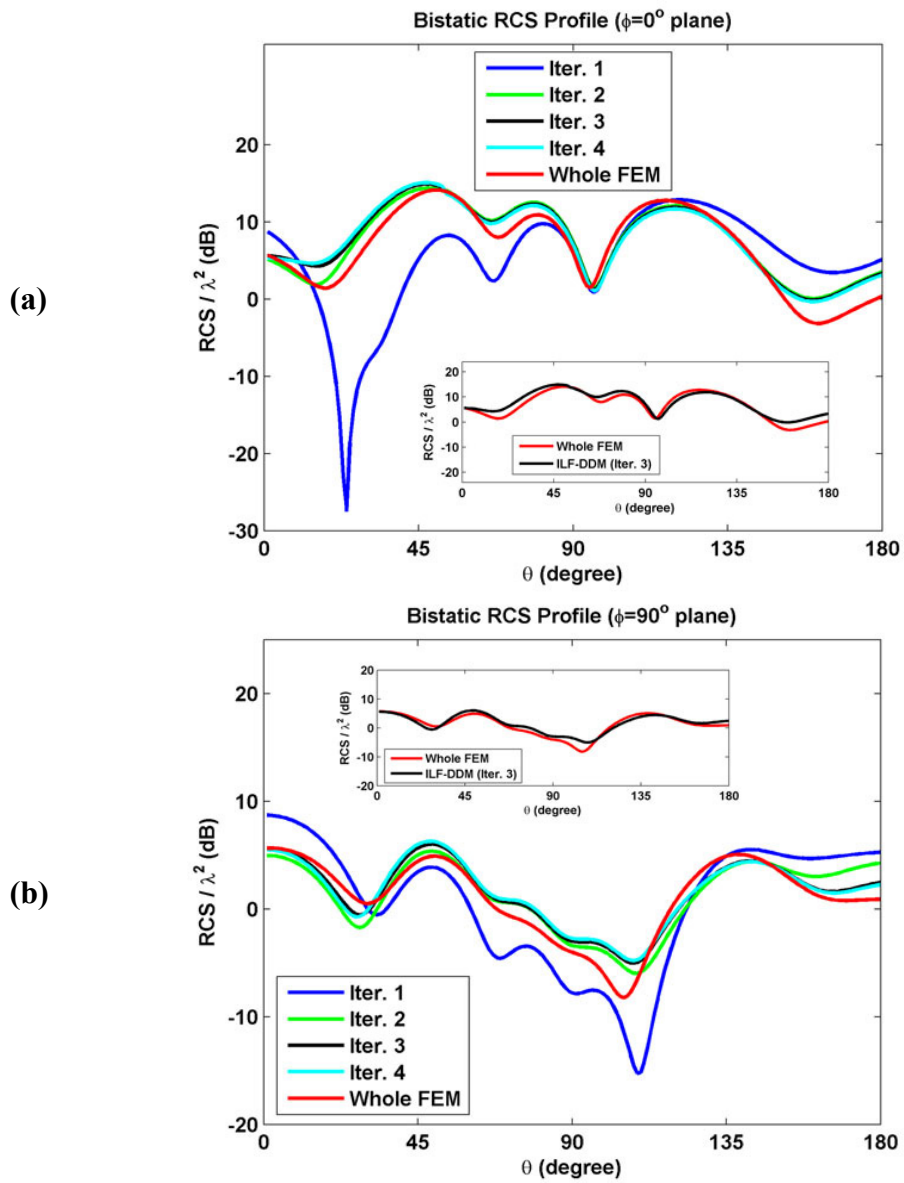 Bistatic RCS Profile (ϕ=0° plane)
Iter. 1
Iter. 2
Iter. 3
Iter. 4
Whole FEM
20
10
0
-10
-20
-30
RCS / λ² (dB)
(a)
20
10
0
-10
-20
RCS / λ² (dB)
Whole FEM
ILF-DDM (Iter. 3)
0 45 90 135 180
θ (degree)
0 45 90 135 180
θ (degree)
Bistatic RCS Profile (ϕ=90° plane)
20
10
0
-10
-20
RCS / λ² (dB)
Whole FEM
ILF-DDM (Iter. 3)
0 45 90 135 180
θ (degree)
20
10
0
-10
-20
RCS / λ² (dB)
(b)
Iter. 1
Iter. 2
Iter. 3
Iter. 4
Whole FEM
0 45 90 135 180
θ (degree)